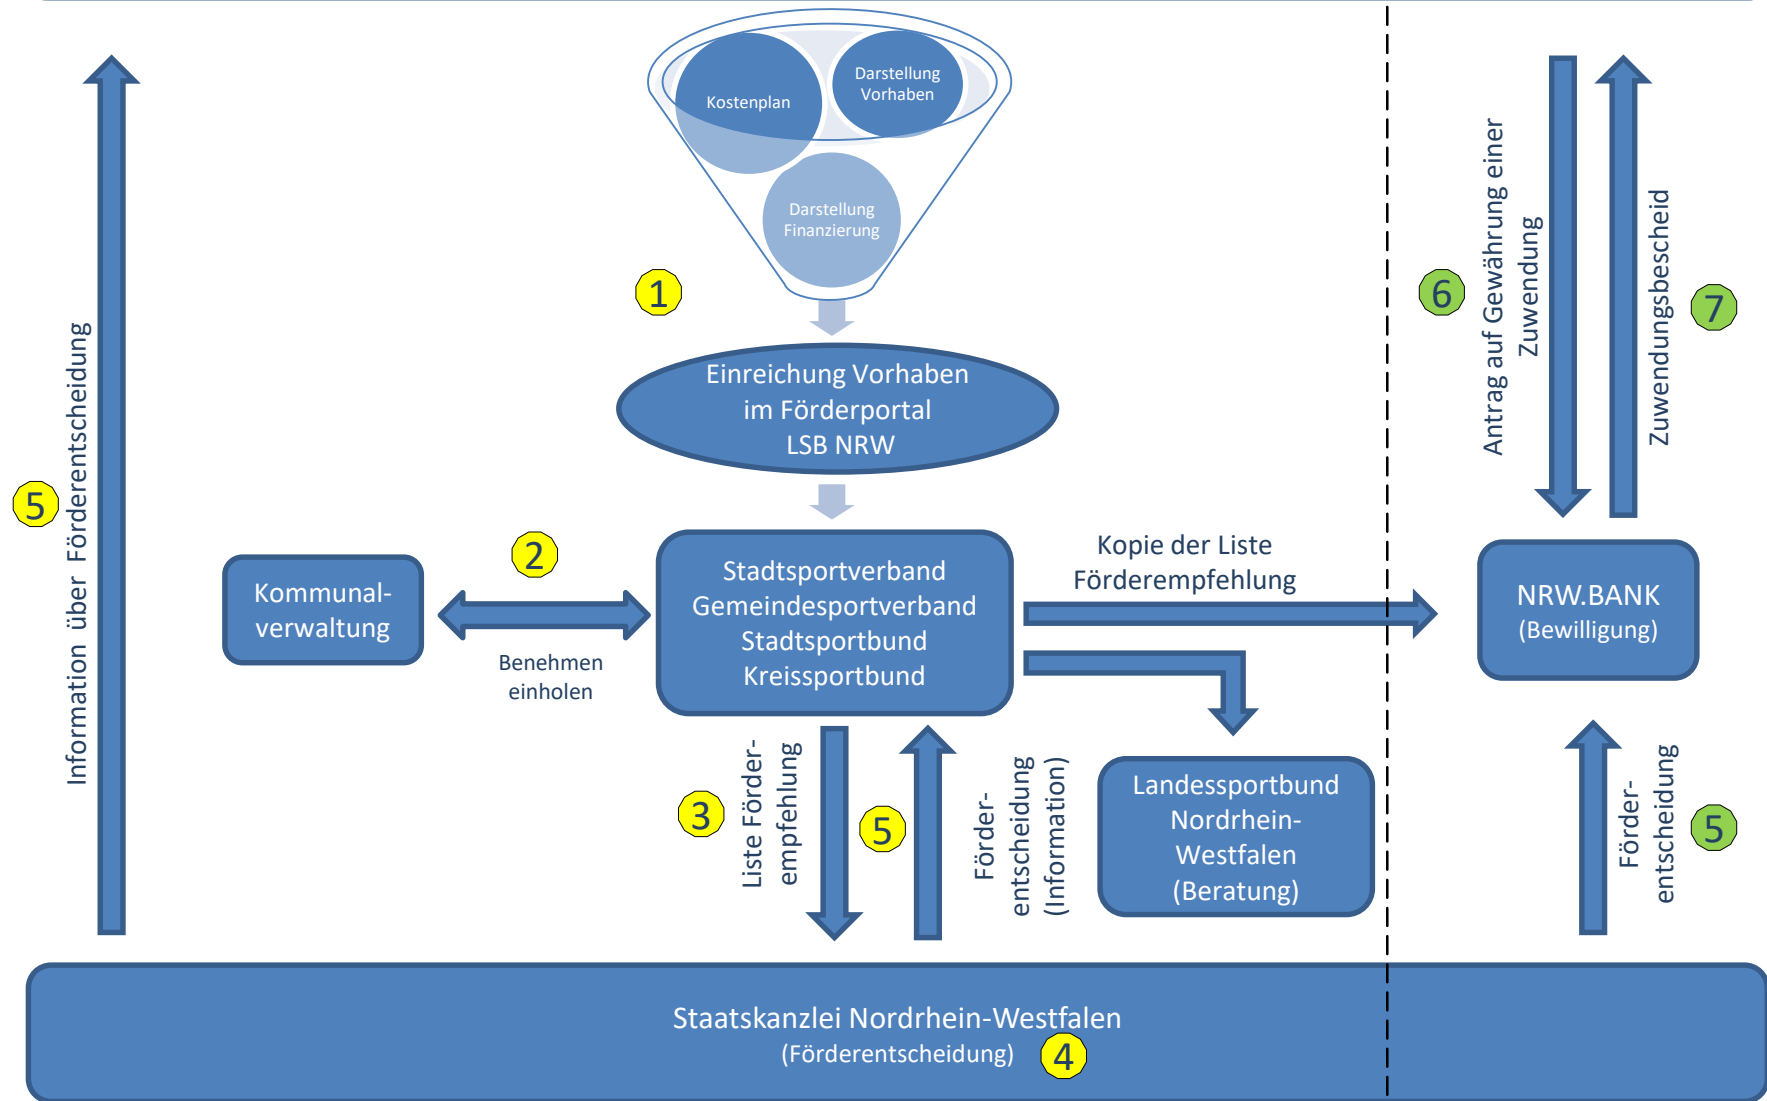 Kostenplan
Darstellung
Vorhaben
Darstellung
Finanzierung
1
Einreichung Vorhaben
im Förderportal
LSB NRW
5
Information über Förderentscheidung
Kommunal-
verwaltung
2
Benehmen
einholen
Stadtsportverband
Gemeindesportverband
Stadtsportbund
Kreissportbund
Kopie der Liste
Förderempfehlung
6
Antrag auf Gewährung einer
Zuwendung
Zuwendungsbescheid
7
NRW.BANK
(Bewilligung)
3
Liste Förder-
empfehlung
5
Förder-
entscheidung
(Information)
Landessportbund
Nordrhein-
Westfalen
(Beratung)
Förder-
entscheidung
5
Staatskanzlei Nordrhein-Westfalen
(Förderentscheidung)
4